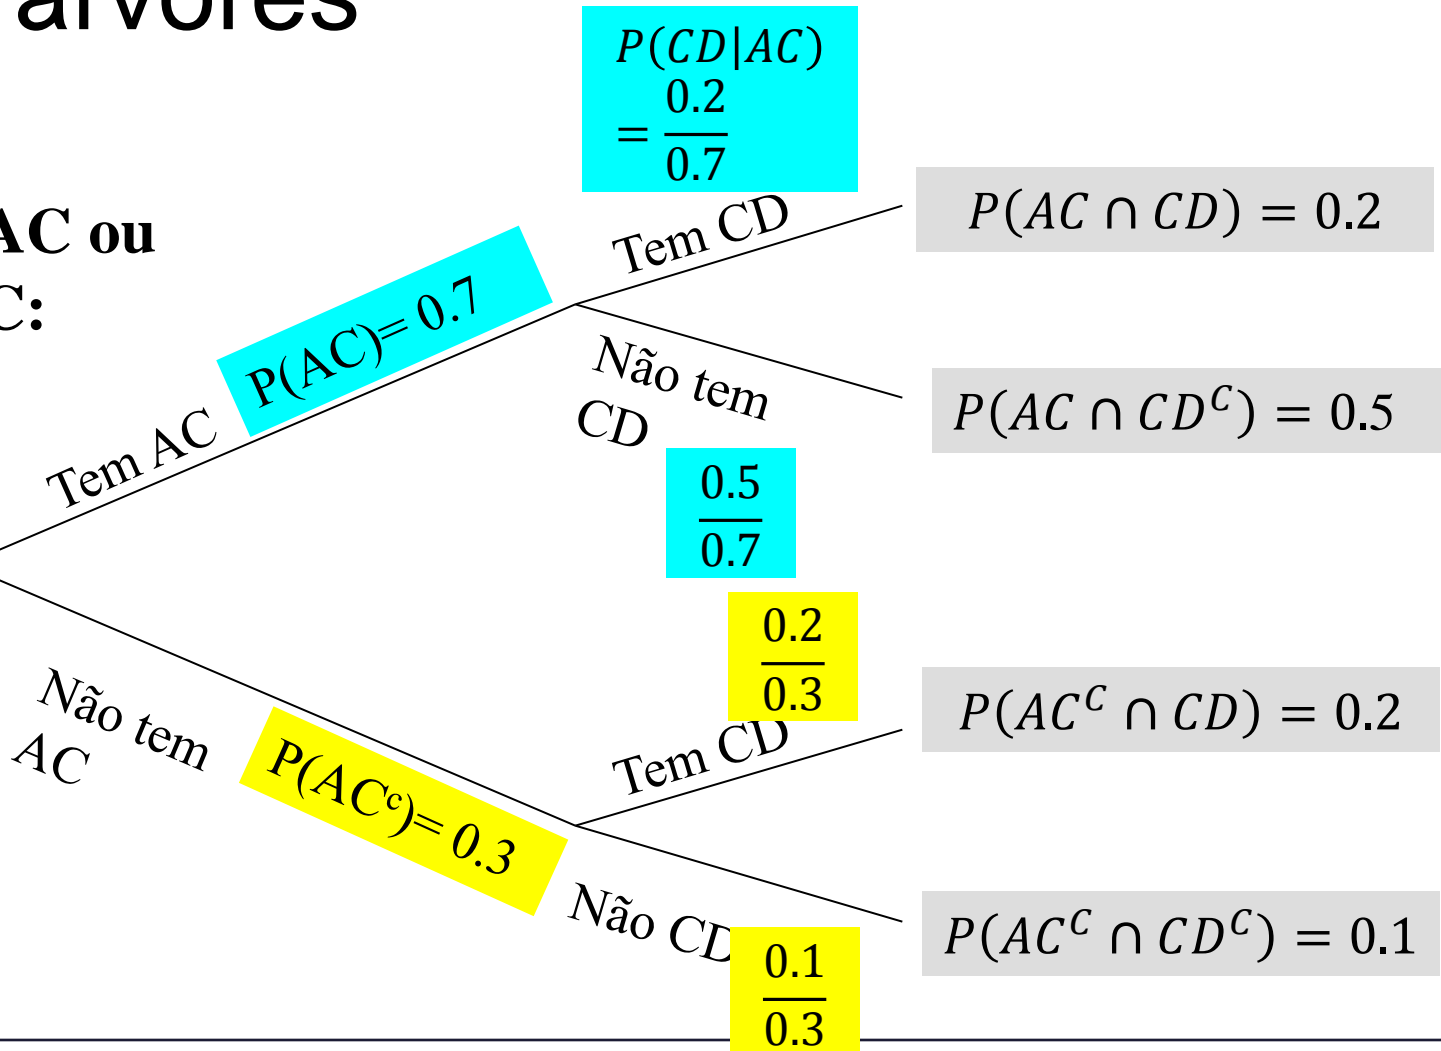 árvores
P(CD|AC)
= 0.2
0.7
P(AC ∩ CD) = 0.2
AC ou
C:
Tem CD
P(AC)= 0.7
Tem AC
Não tem
CD
P(AC ∩ CD^C) = 0.5
0.5
0.7
0.2
0.3
P(AC^C ∩ CD) = 0.2
Não tem
AC
P(AC^c)= 0.3
Tem CD
Não CD
P(AC^C ∩ CD^C) = 0.1
0.1
0.3